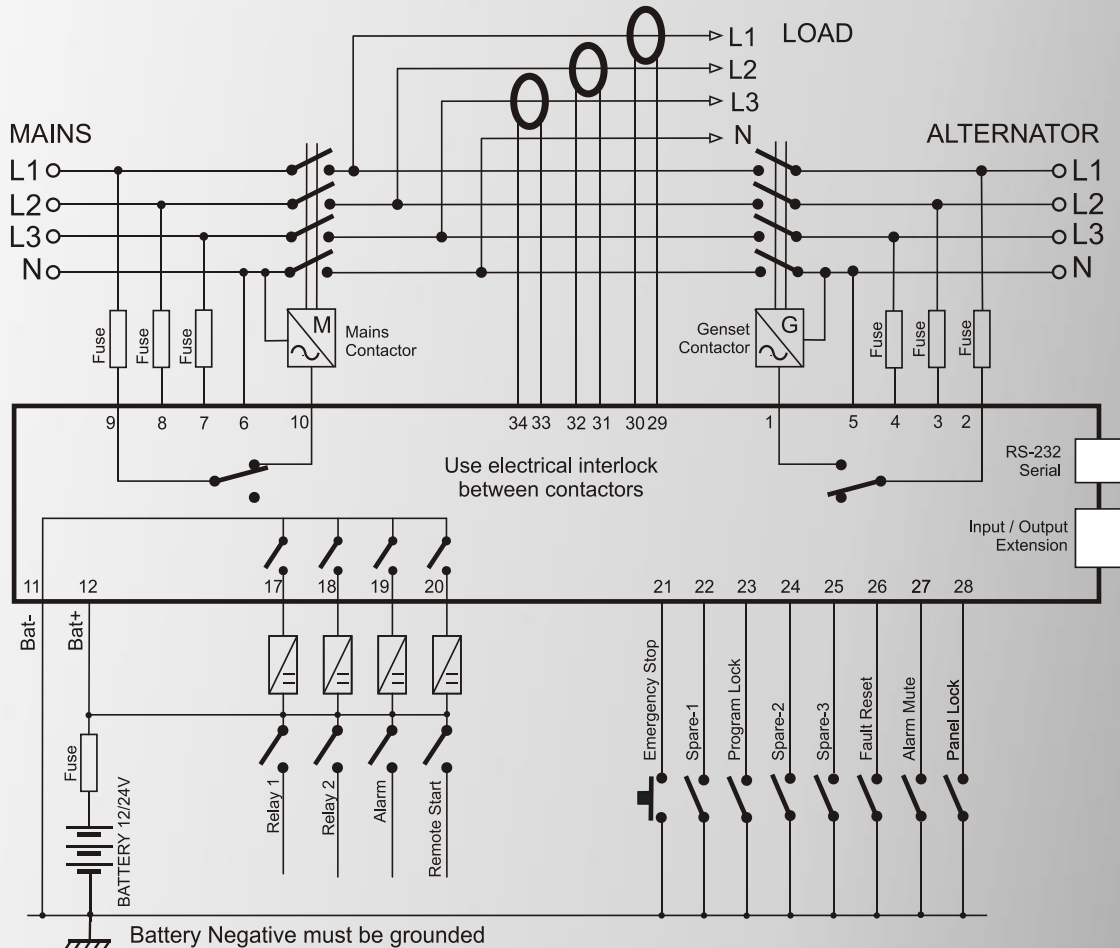 LOAD
L1
L2
L3
N
MAINS
L1
L2
L3
N
ALTERNATOR
L1
L2
L3
N
Fuse
Fuse
Fuse
M
Mains
Contactor
Genset
Contactor
G
Fuse
Fuse
Fuse
9 8 7 6 10 34 33 32 31 30 29 1 5 4 3 2
Use electrical interlock
between contactors
RS-232
Serial
Input / Output
Extension
11 12 17 18 19 20 21 22 23 24 25 26 27 28
Bat-
Bat+
Fuse
BATTERY 12/24V
Relay 1
Relay 2
Alarm
Remote Start
Emergency Stop
Spare-1
Program Lock
Spare-2
Spare-3
Fault Reset
Alarm Mute
Panel Lock
Battery Negative must be grounded